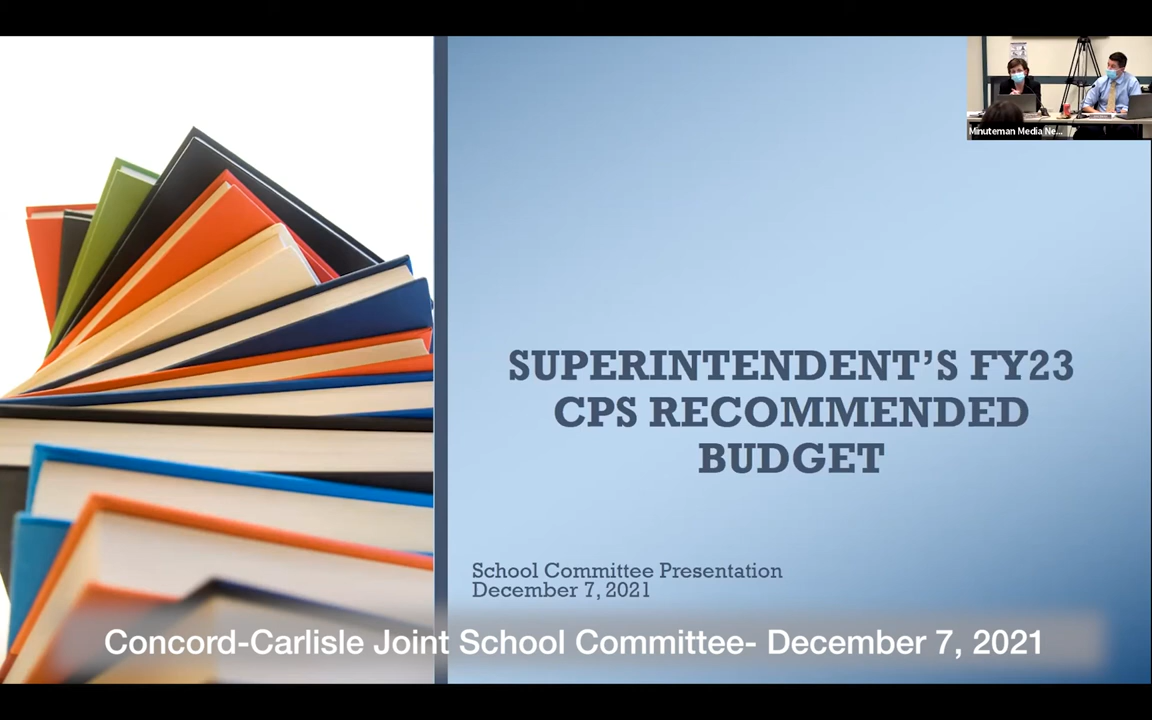 Minuteman Media Ne...
SUPERINTENDENT’S FY23
CPS RECOMMENDED
BUDGET
School Committee Presentation
December 7, 2021
Concord-Carlisle Joint School Committee- December 7, 2021